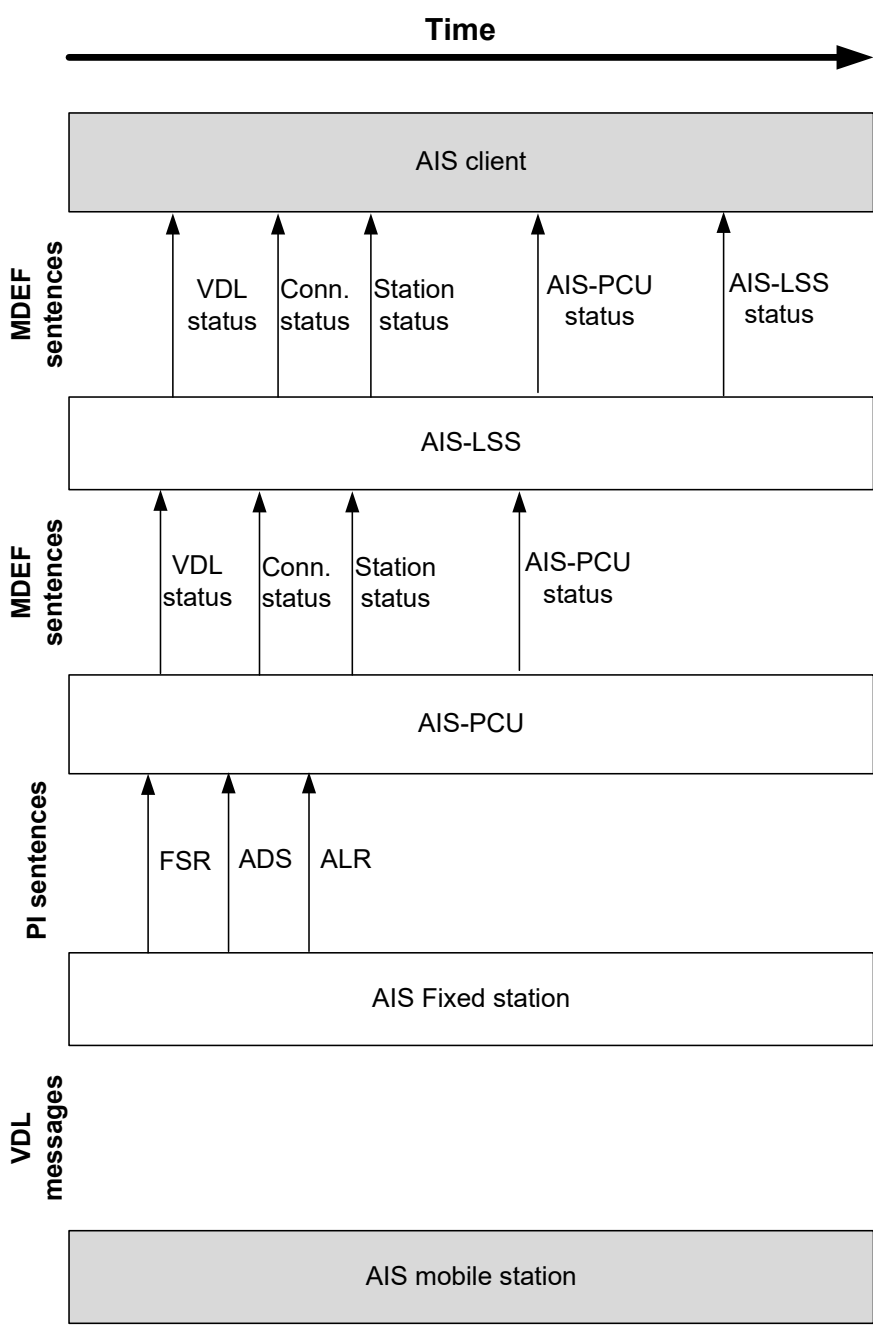 Time
AIS client
MDEF
sentences
VDL
status
Conn.
status
Station
status
AIS-PCU
status
AIS-LSS
status
AIS-LSS
MDEF
sentences
VDL
status
Conn.
status
Station
status
AIS-PCU
status
AIS-PCU
PI sentences
FSR
ADS
ALR
AIS Fixed station
VDL
messages
AIS mobile station